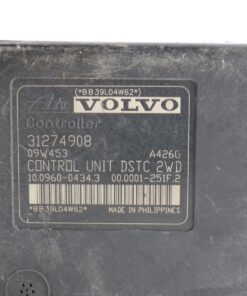 (*BB39L04W62*)
Ate VOLVO
Controller
31274908
09W453 A426G
CONTROL UNIT DSTC 2WD
10.0960-0434.3 00.0001-251F.2
*BB39L04W62* MADE IN PHILIPPINES